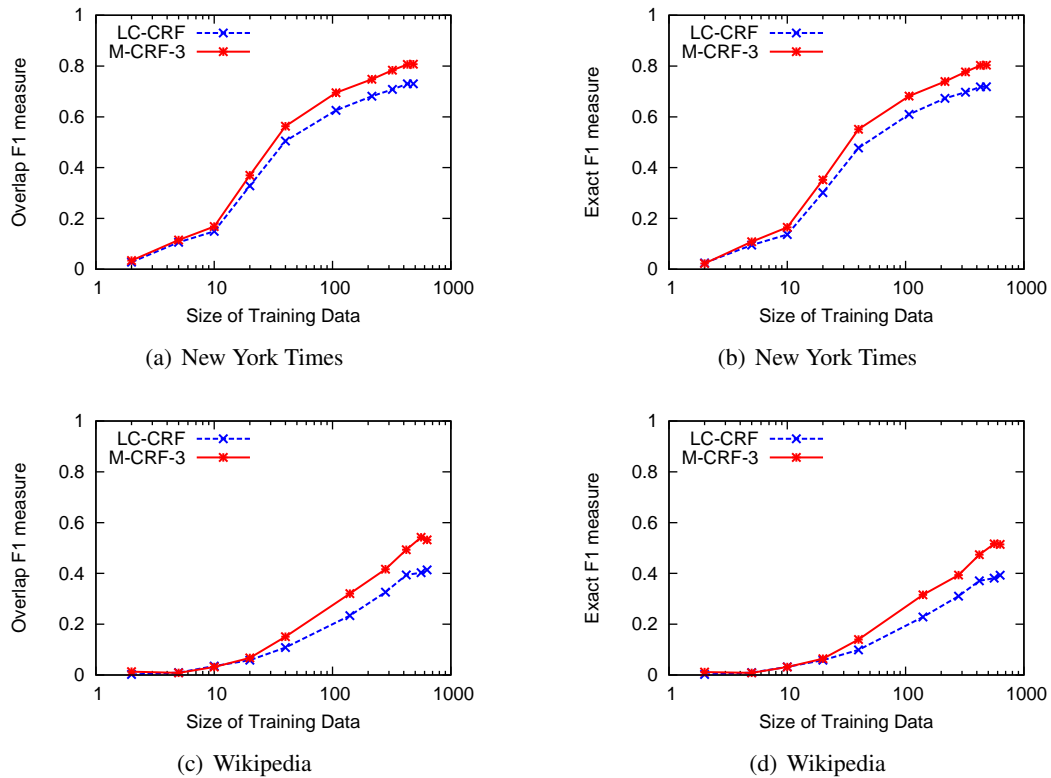 1
0.8
0.6
0.4
0.2
0
1 10 100 1000
Overlap F1 measure
Size of Training Data
LC-CRF
M-CRF-3
(a) New York Times
1
0.8
0.6
0.4
0.2
0
1 10 100 1000
Exact F1 measure
Size of Training Data
LC-CRF
M-CRF-3
(b) New York Times
1
0.8
0.6
0.4
0.2
0
1 10 100 1000
Overlap F1 measure
Size of Training Data
LC-CRF
M-CRF-3
(c) Wikipedia
1
0.8
0.6
0.4
0.2
0
1 10 100 1000
Exact F1 measure
Size of Training Data
LC-CRF
M-CRF-3
(d) Wikipedia